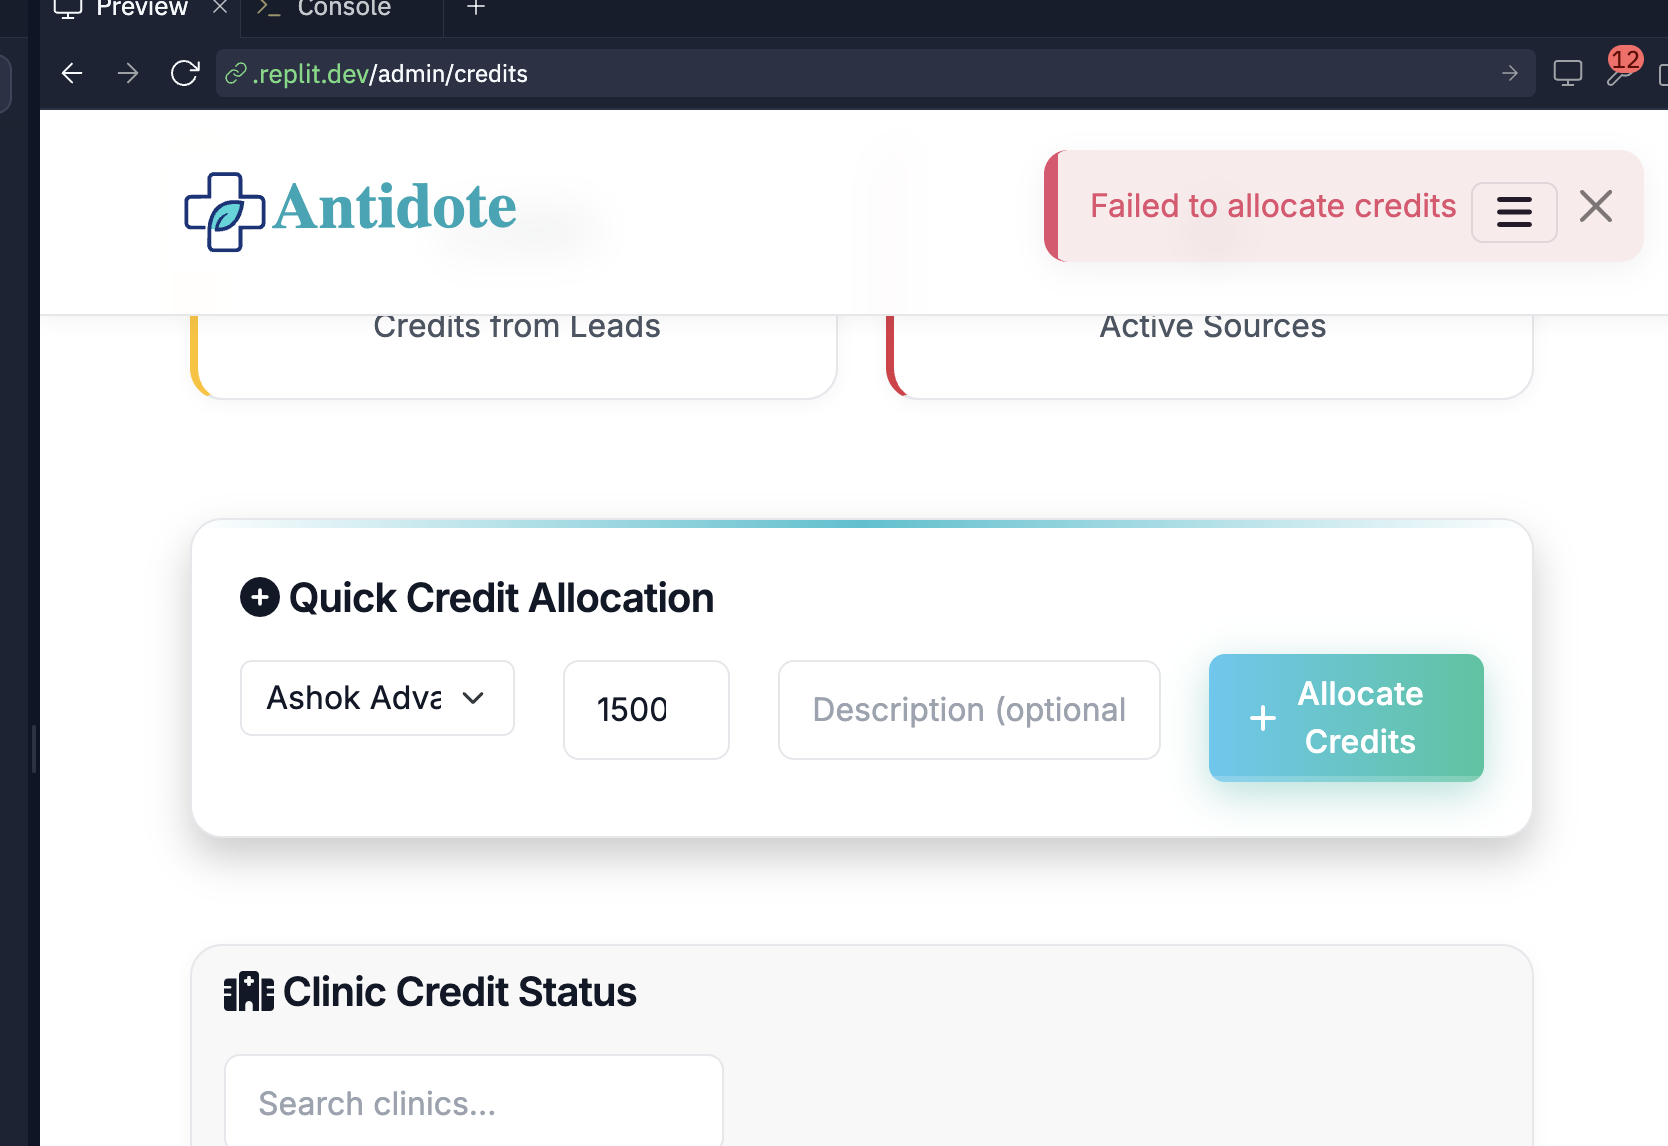 Preview
Console
.replit.dev/admin/credits
12
Antidote
Failed to allocate credits
Credits from Leads
Active Sources
Quick Credit Allocation
Ashok Adva
1500
Description (optional
Allocate
Credits
Clinic Credit Status
Search clinics...